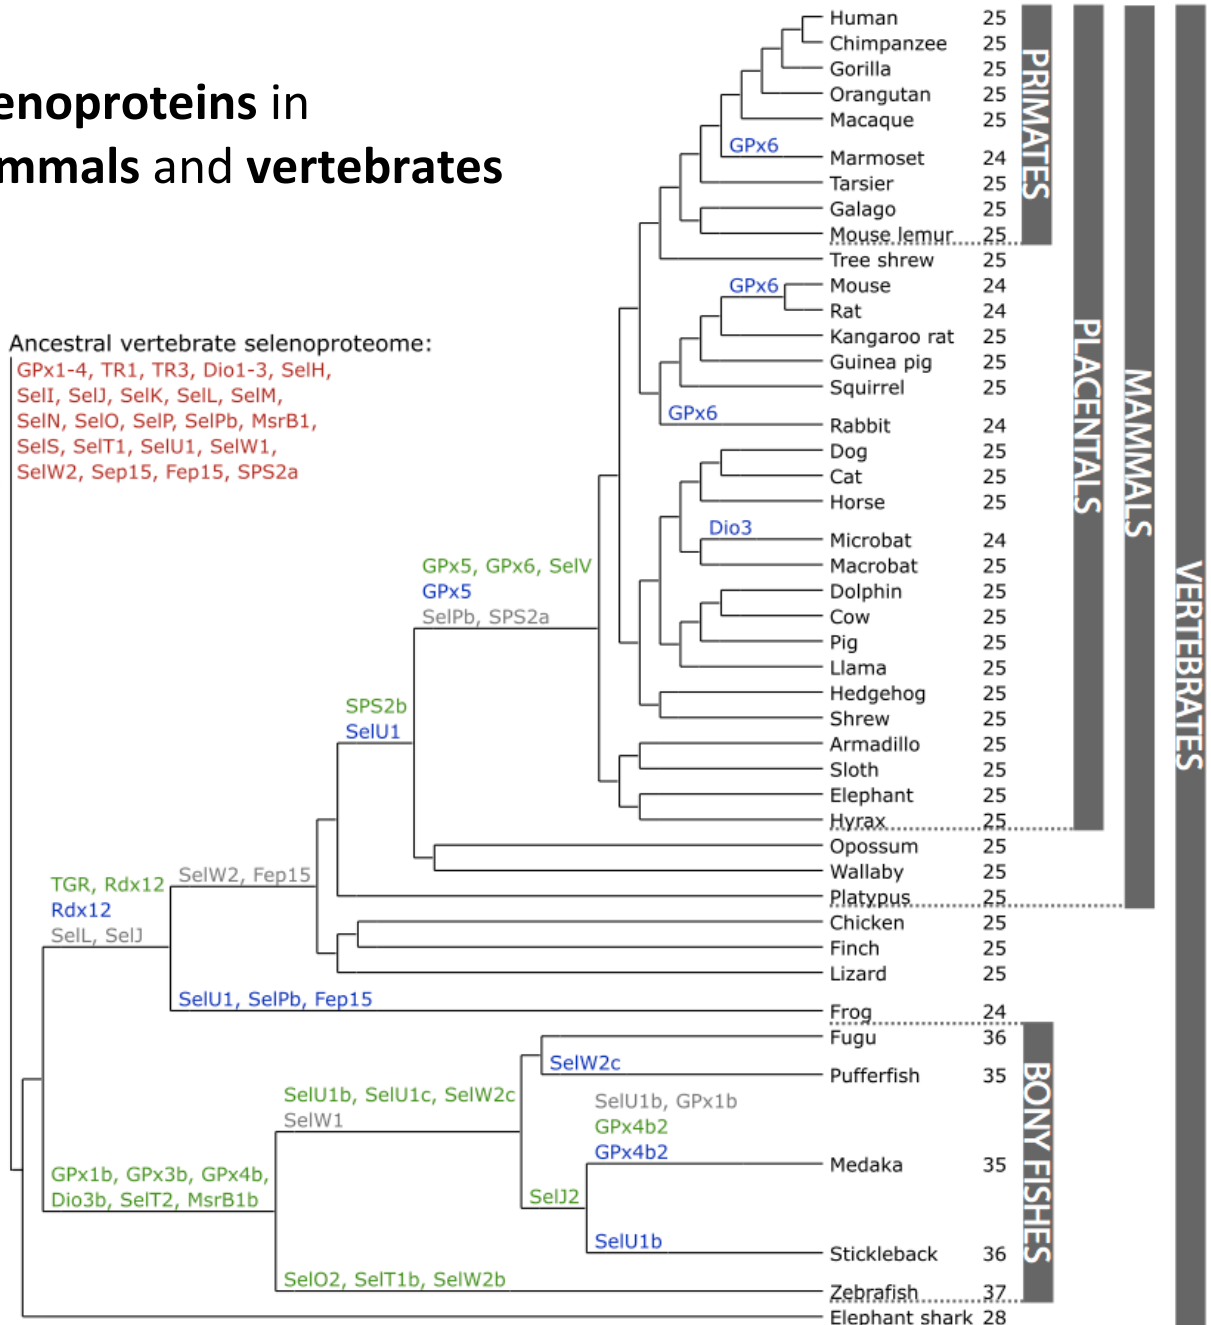 enoproteins in
mmals and vertebrates
Human 25
Chimpanzee 25
Gorilla 25
Orangutan 25
Macaque 25
GPx6
Marmoset 24
Tarsier 25
Galago 25
Mouse lemur 25
Tree shrew 25
GPx6
Mouse 24
Rat 24
Kangaroo rat 25
Guinea pig 25
Squirrel 25
GPx6
Rabbit 24
Dog 25
Cat 25
Horse 25
Dio3
Microbat 24
Macrobat 25
Dolphin 25
Cow 25
Pig 25
Llama 25
Hedgehog 25
Shrew 25
Armadillo 25
Sloth 25
Elephant 25
Hyrax 25
Opossum 25
Wallaby 25
Platypus 25
Chicken 25
Finch 25
Lizard 25
Frog 24
Fugu 36
Pufferfish 35
Medaka 35
Stickleback 36
Zebrafish 37
Elephant shark 28
PRIMATES
PLACENTALS
MAMMALS
VERTEBRATES
BONY FISHES
Ancestral vertebrate selenoproteome:
GPx1-4, TR1, TR3, Dio1-3, SelH,
SelI, SelJ, SelK, SelL, SelM,
SelN, SelO, SelP, SelPb, MsrB1,
SelS, SelT1, SelU1, SelW1,
SelW2, Sep15, Fep15, SPS2a
GPx5, GPx6, SelV
GPx5
SelPb, SPS2a
SPS2b
SelU1
SelW2, Fep15
TGR, Rdx12
Rdx12
SelL, SelJ
SelU1, SelPb, Fep15
SelW2c
SelU1b, SelU1c, SelW2c
SelW1
SelU1b, GPx1b
GPx4b2
GPx4b2
GPx1b, GPx3b, GPx4b,
Dio3b, SelT2, MsrB1b
SelJ2
SelU1b
SelO2, SelT1b, SelW2b